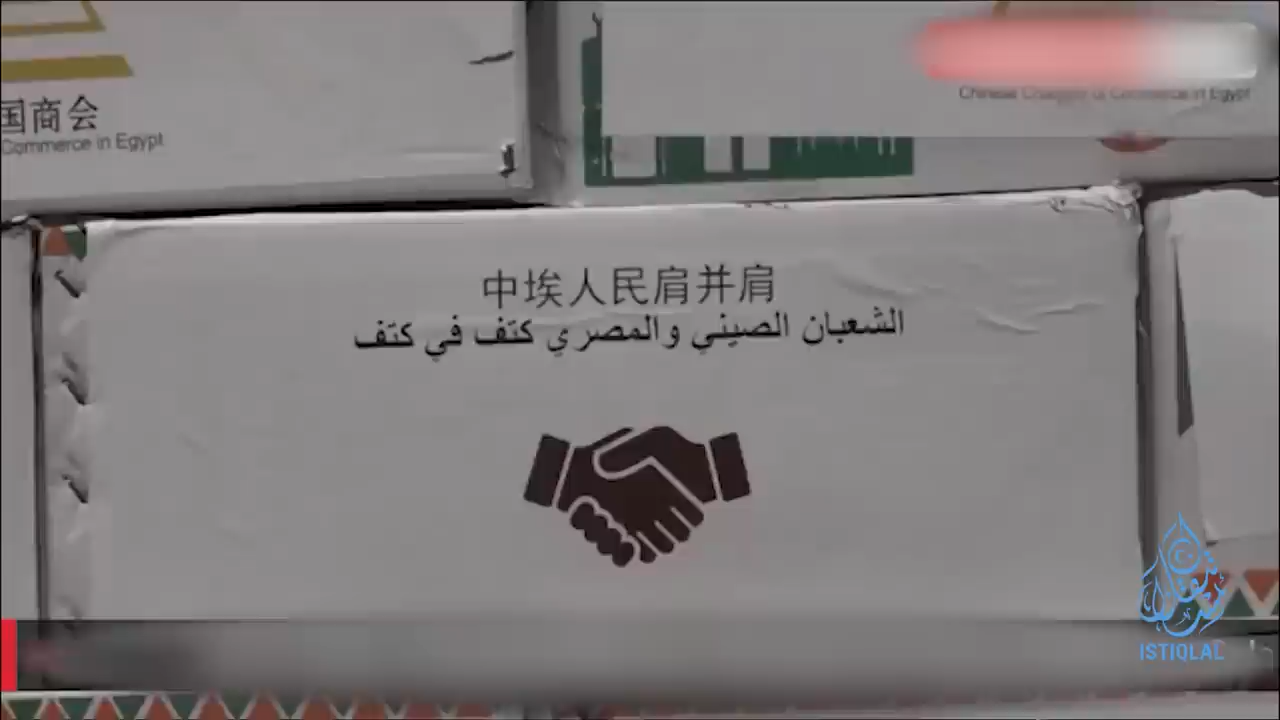 国商会
Commerce in Egypt
Chinese Chamber of Commerce in Egypt
中埃人民肩并肩
الشعبان الصيني والمصري كتف في كتف
ISTIQLAL